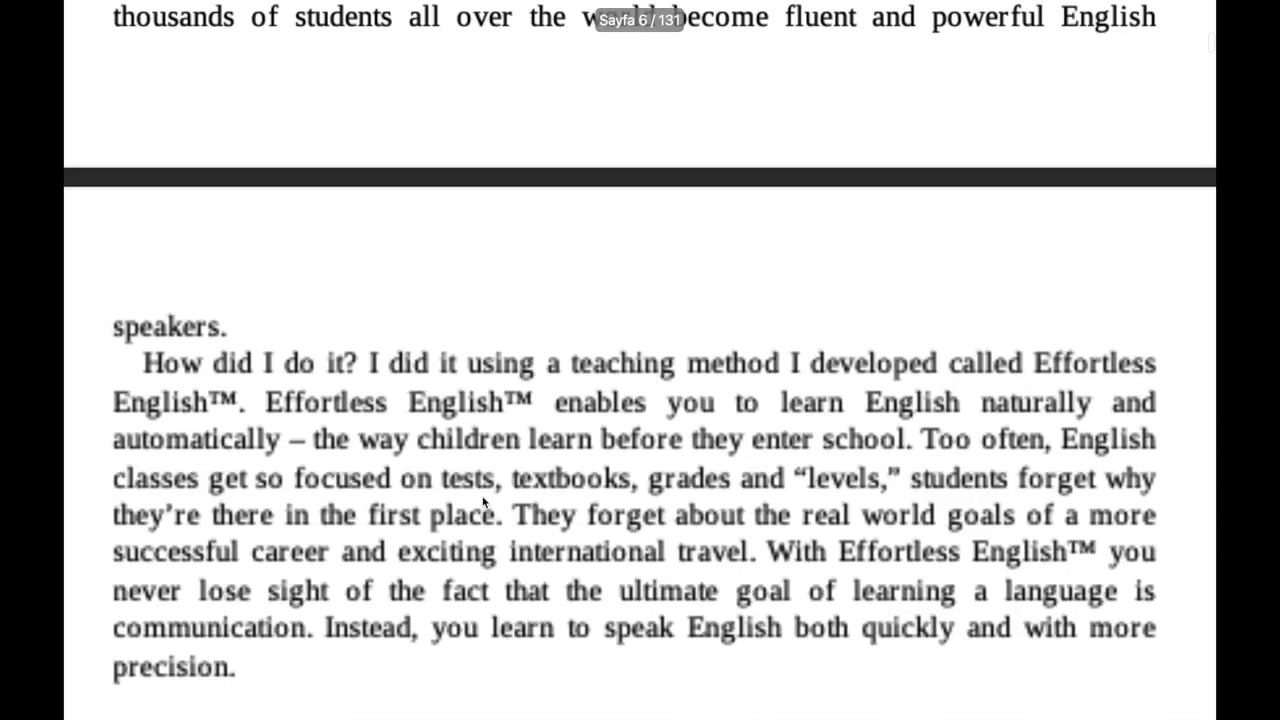 thousands of students all over the world become fluent and powerful English
Sayfa 6 / 131
speakers.
How did I do it? I did it using a teaching method I developed called Effortless
English™. Effortless English™ enables you to learn English naturally and
automatically – the way children learn before they enter school. Too often, English
classes get so focused on tests, textbooks, grades and “levels,” students forget why
they’re there in the first place. They forget about the real world goals of a more
successful career and exciting international travel. With Effortless English™ you
never lose sight of the fact that the ultimate goal of learning a language is
communication. Instead, you learn to speak English both quickly and with more
precision.